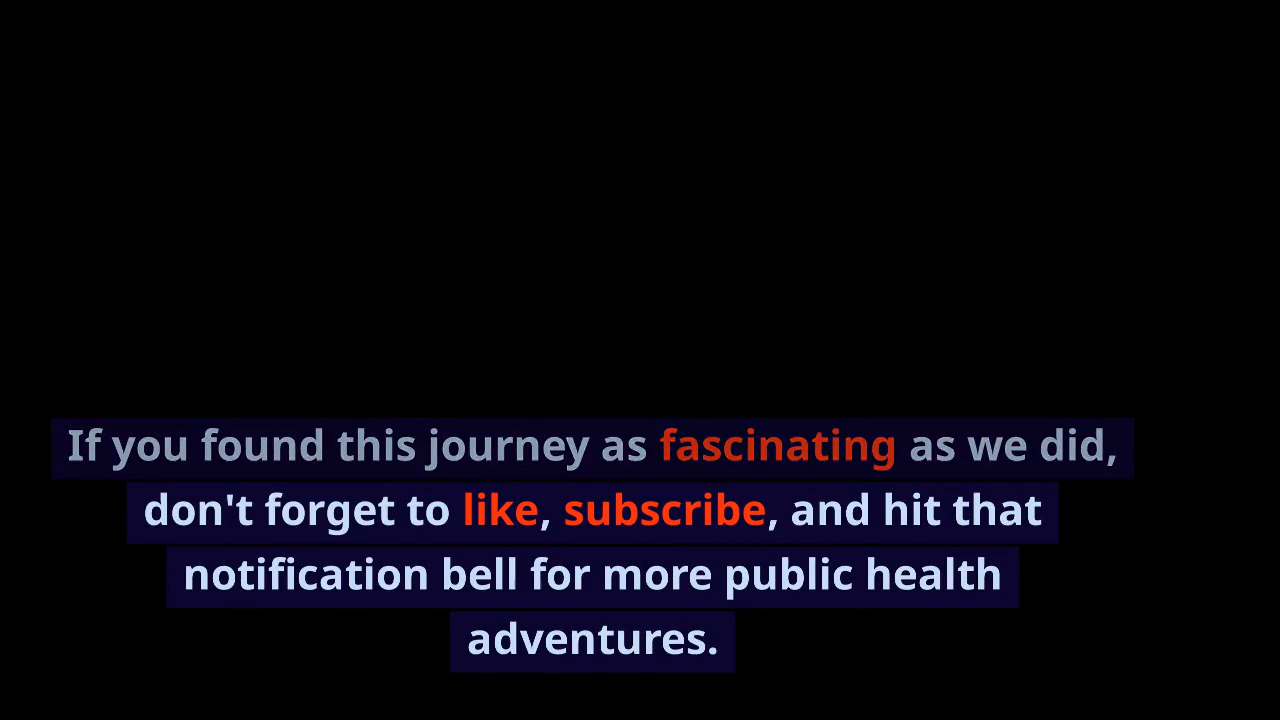 If you found this journey as fascinating as we did,
don't forget to like, subscribe, and hit that
notification bell for more public health
adventures.